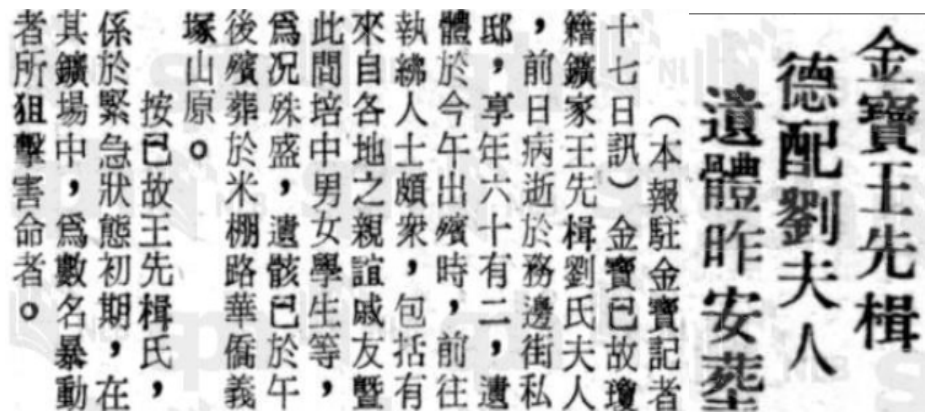 金寶王先楫
德配劉夫人
遺體昨安葬
（本報駐金寶記者
十七日訊）金寶已故瓊
籍鑛家王先楫劉氏夫人
，前日病逝於務邊街私
邸，享年六十有二，遺
體於今午出殯時，前往
執紼人士頗衆，包括有
來自各地之親誼戚友暨
此間培中男女學生等，
爲况殊盛，遺骸已於午
後殯葬於米棚路華僑義
塚山原。
按已故王先楫氏，
係於緊急狀態初期，在
其鑛場中，爲數名暴動
者所狙擊害命者。